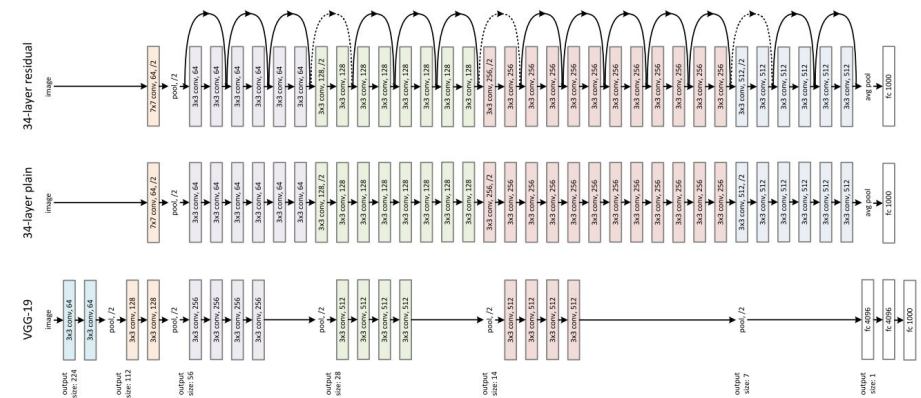 34-layer residual
image
7x7 conv, 64, /2
pool, /2
3x3 conv, 64
3x3 conv, 64
3x3 conv, 64
3x3 conv, 64
3x3 conv, 64
3x3 conv, 64
3x3 conv, 128, /2
3x3 conv, 128
3x3 conv, 128
3x3 conv, 128
3x3 conv, 128
3x3 conv, 128
3x3 conv, 128
3x3 conv, 128
3x3 conv, 256, /2
3x3 conv, 256
3x3 conv, 256
3x3 conv, 256
3x3 conv, 256
3x3 conv, 256
3x3 conv, 256
3x3 conv, 256
3x3 conv, 256
3x3 conv, 256
3x3 conv, 256
3x3 conv, 256
3x3 conv, 512, /2
3x3 conv, 512
3x3 conv, 512
3x3 conv, 512
3x3 conv, 512
3x3 conv, 512
avg pool
fc 1000
34-layer plain
image
7x7 conv, 64, /2
pool, /2
3x3 conv, 64
3x3 conv, 64
3x3 conv, 64
3x3 conv, 64
3x3 conv, 64
3x3 conv, 64
3x3 conv, 128, /2
3x3 conv, 128
3x3 conv, 128
3x3 conv, 128
3x3 conv, 128
3x3 conv, 128
3x3 conv, 128
3x3 conv, 128
3x3 conv, 256, /2
3x3 conv, 256
3x3 conv, 256
3x3 conv, 256
3x3 conv, 256
3x3 conv, 256
3x3 conv, 256
3x3 conv, 256
3x3 conv, 256
3x3 conv, 256
3x3 conv, 256
3x3 conv, 256
3x3 conv, 512, /2
3x3 conv, 512
3x3 conv, 512
3x3 conv, 512
3x3 conv, 512
3x3 conv, 512
avg pool
fc 1000
VGG-19
image
3x3 conv, 64
3x3 conv, 64
pool, /2
3x3 conv, 128
3x3 conv, 128
pool, /2
3x3 conv, 256
3x3 conv, 256
3x3 conv, 256
3x3 conv, 256
pool, /2
3x3 conv, 512
3x3 conv, 512
3x3 conv, 512
3x3 conv, 512
pool, /2
3x3 conv, 512
3x3 conv, 512
3x3 conv, 512
3x3 conv, 512
pool, /2
fc 4096
fc 4096
fc 1000
output
size: 224
output
size: 112
output
size: 56
output
size: 28
output
size: 14
output
size: 7
output
size: 1